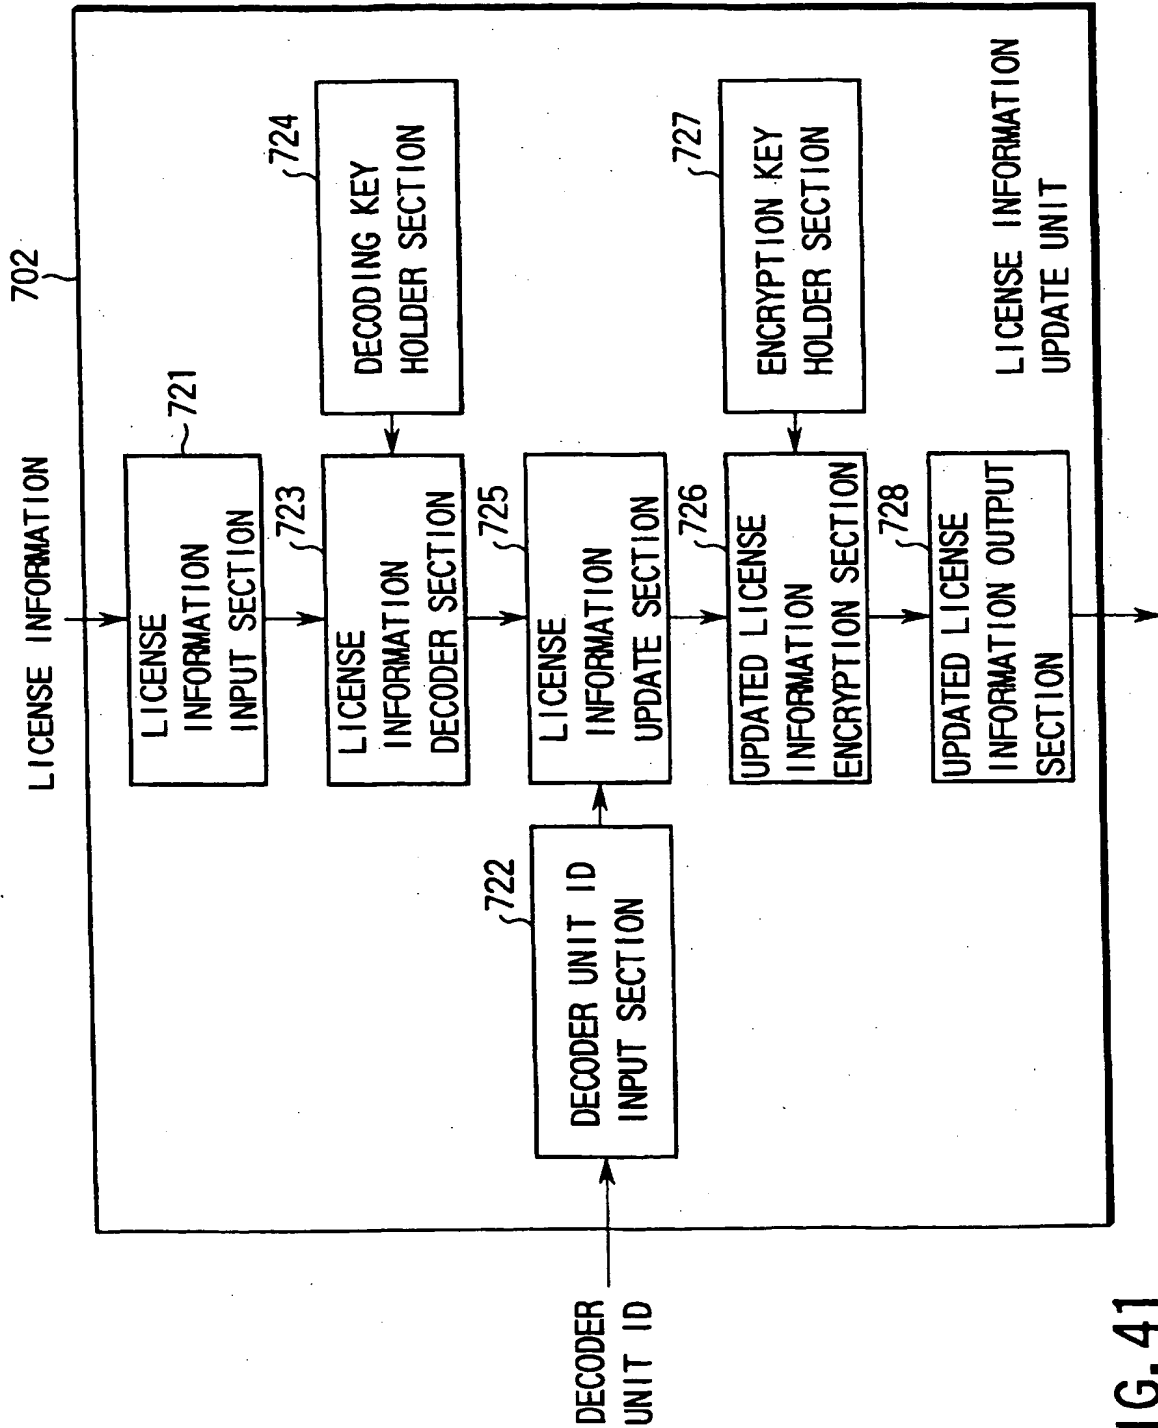 702
LICENSE INFORMATION
LICENSE
INFORMATION
INPUT SECTION
721
LICENSE
INFORMATION
DECODER SECTION
723
DECODING KEY
HOLDER SECTION
724
DECODER
UNIT ID
DECODER UNIT ID
INPUT SECTION
722
LICENSE
INFORMATION
UPDATE SECTION
725
UPDATED LICENSE
INFORMATION
ENCRYPTION SECTION
726
ENCRYPTION KEY
HOLDER SECTION
727
UPDATED LICENSE
INFORMATION OUTPUT
SECTION
728
LICENSE INFORMATION
UPDATE UNIT
IG. 41